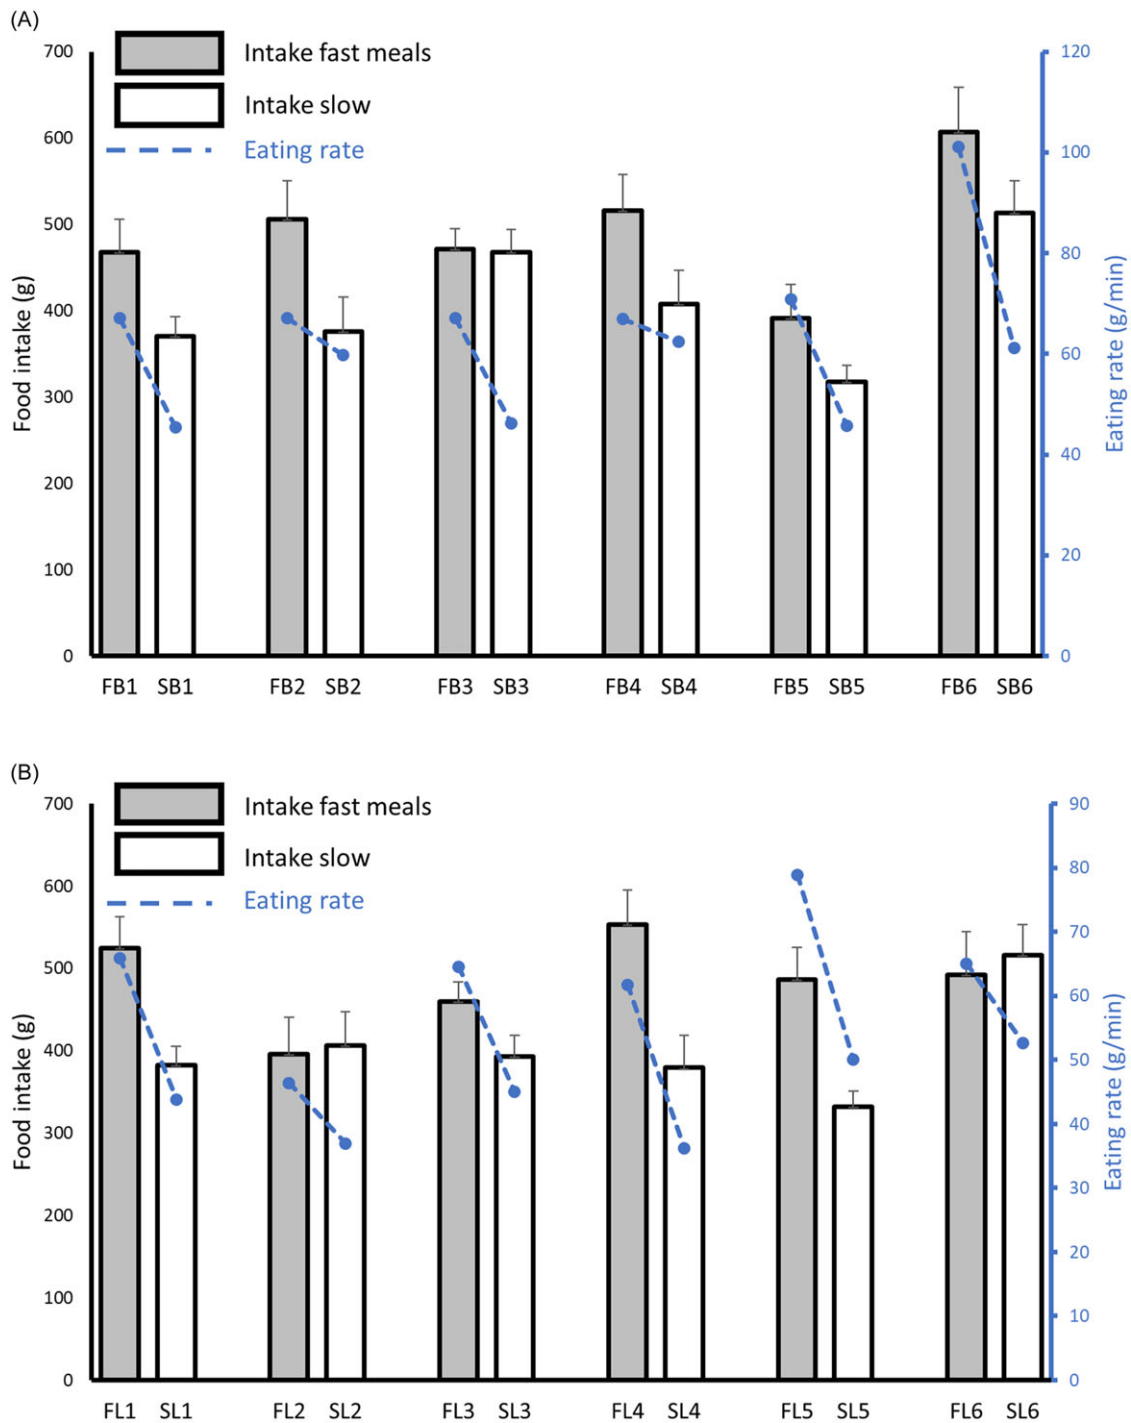 (A)
Intake fast meals
Intake slow
Eating rate
700
600
500
400
300
200
100
0
Food intake (g)
120
100
80
60
40
20
0
Eating rate (g/min)
FB1 SB1 FB2 SB2 FB3 SB3 FB4 SB4 FB5 SB5 FB6 SB6
(B)
Intake fast meals
Intake slow
Eating rate
700
600
500
400
300
200
100
0
Food intake (g)
90
80
70
60
50
40
30
20
10
0
Eating rate (g/min)
FL1 SL1 FL2 SL2 FL3 SL3 FL4 SL4 FL5 SL5 FL6 SL6